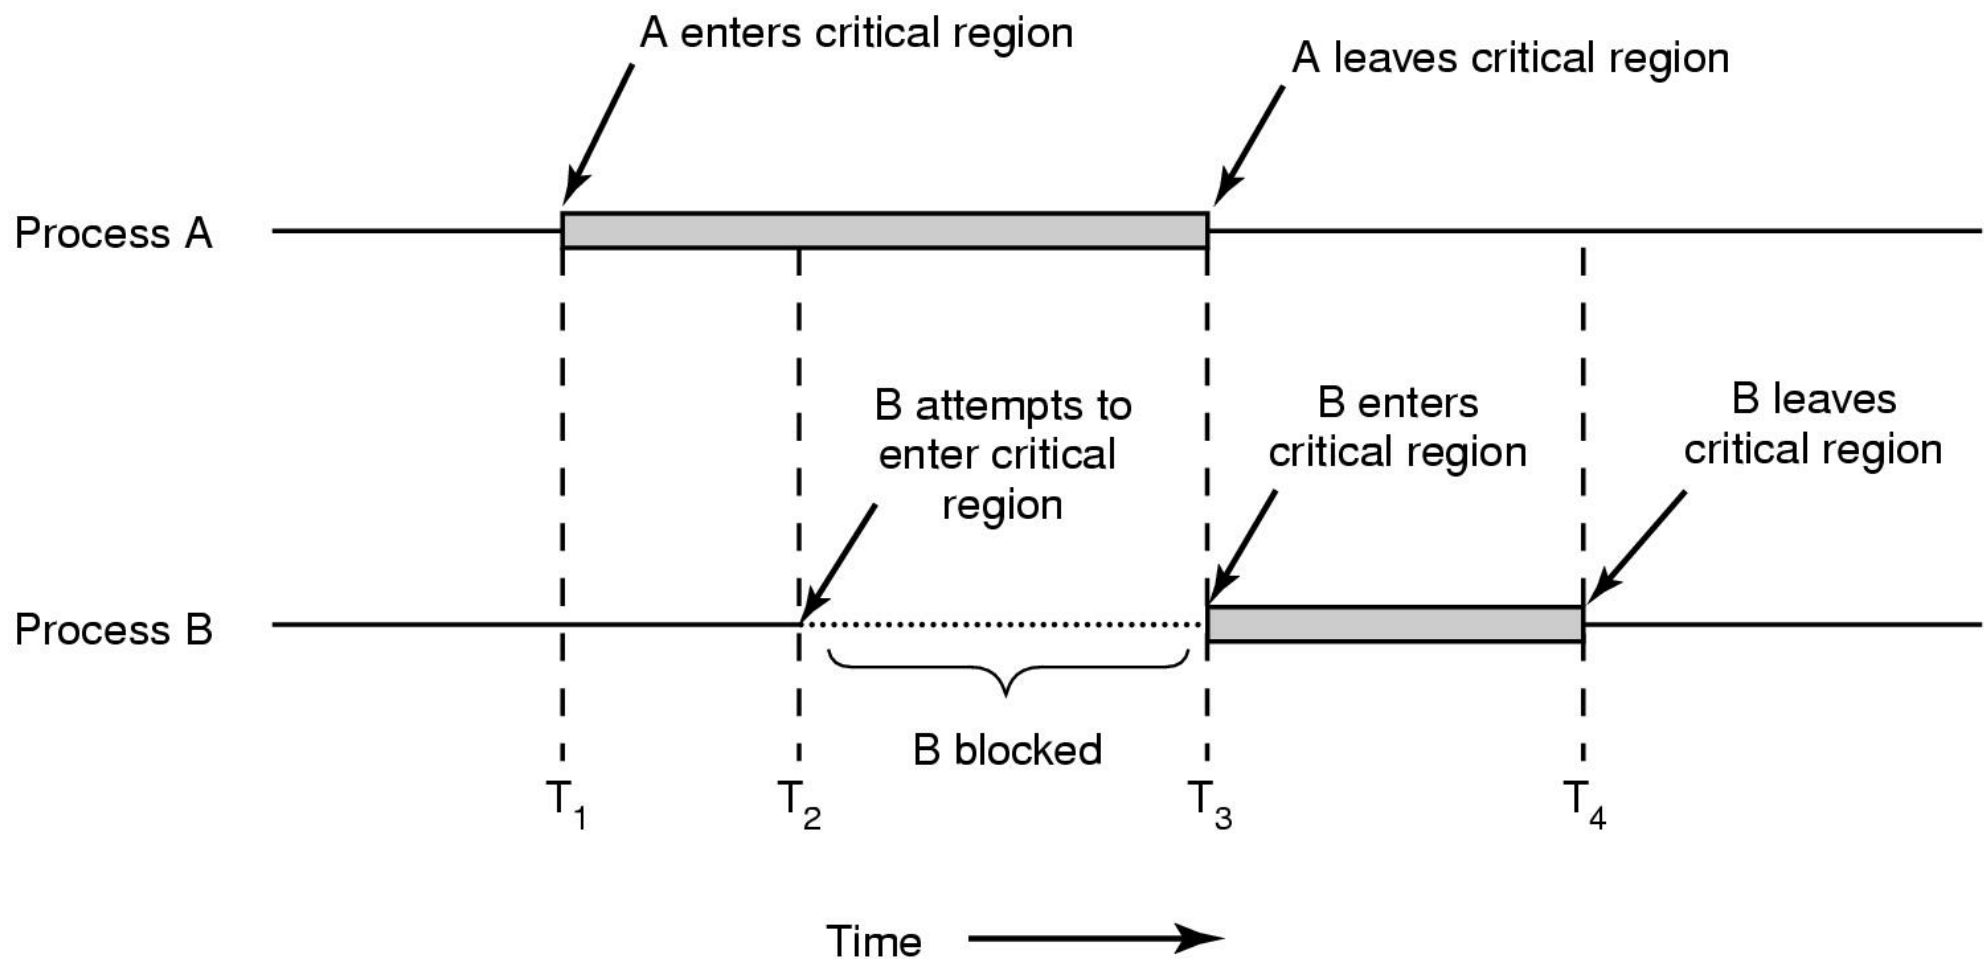 A enters critical region
A leaves critical region
Process A
B attempts to
enter critical
region
B enters
critical region
B leaves
critical region
Process B
B blocked
T1
T2
T3
T4
Time